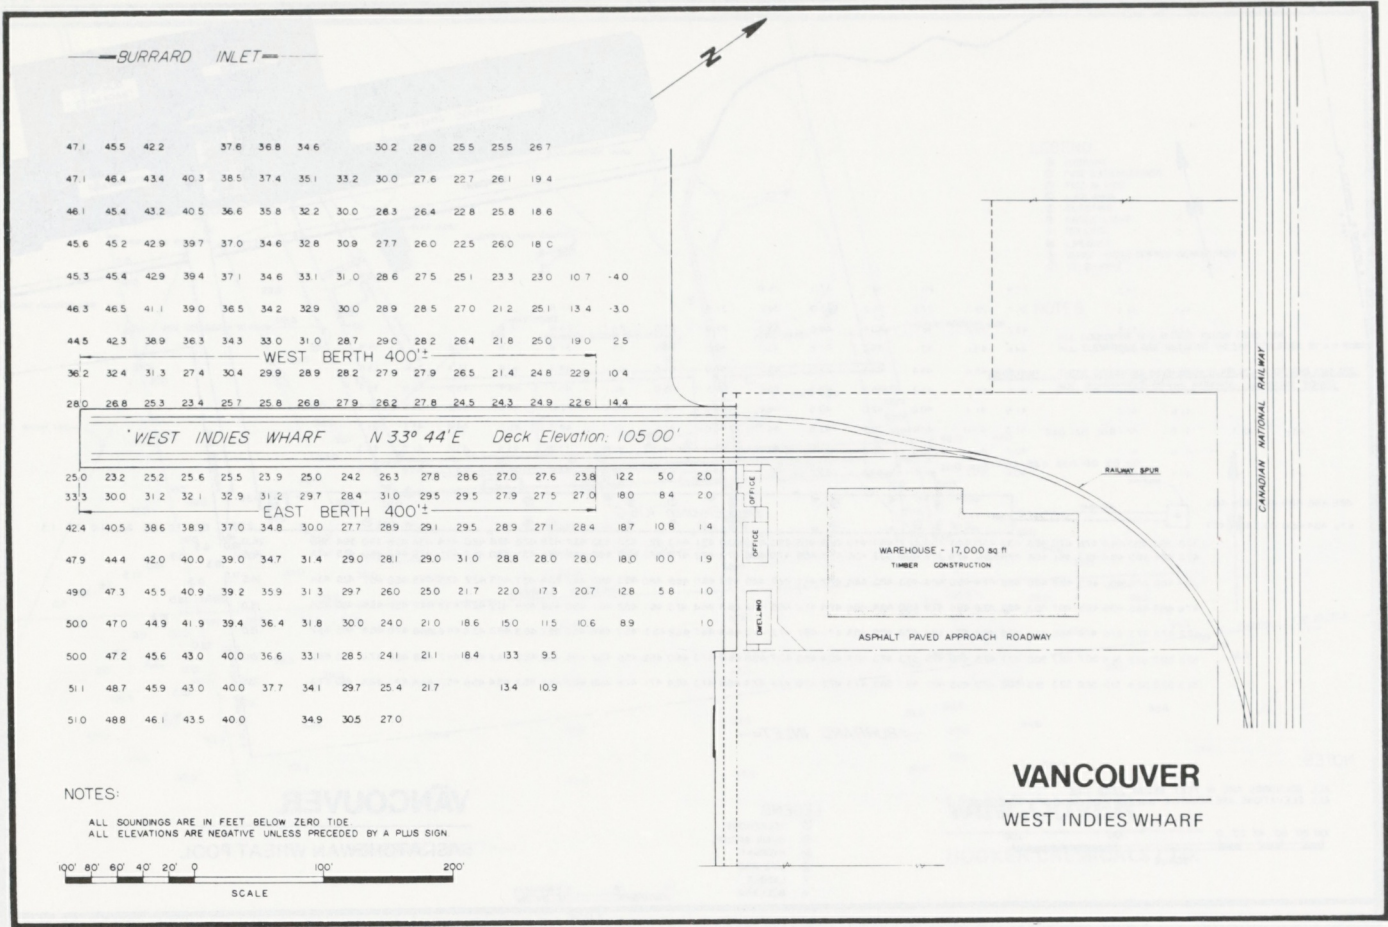 BURRARD INLET
N
47.1 45.5 42.2 37.6 36.8 34.6 30.2 28.0 25.5 25.5 26.7
47.1 46.4 43.4 40.3 38.5 37.4 35.1 33.2 30.0 27.6 22.7 26.1 19.4
46.1 45.4 43.2 40.5 36.6 35.8 32.2 30.0 28.3 26.4 22.8 25.8 18.6
45.6 45.2 42.9 39.7 37.0 34.6 32.8 30.9 27.7 26.0 22.5 26.0 18.0
45.3 45.4 42.9 39.4 37.1 34.6 33.1 31.0 28.6 27.5 25.1 23.3 23.0 10.7 -4.0
46.3 46.5 41.1 39.0 36.5 34.2 32.9 30.0 28.9 28.5 27.0 21.2 25.1 13.4 -3.0
44.5 42.3 38.9 36.3 34.3 33.0 31.0 28.7 29.0 28.2 26.4 21.8 25.0 19.0 2.5
WEST BERTH 400'±
36.2 32.4 31.3 27.4 30.4 29.9 28.9 28.2 27.9 27.9 26.5 21.4 24.8 22.9 10.4
28.0 26.8 25.3 23.4 25.7 25.8 26.8 27.9 26.2 27.8 24.5 24.3 24.9 22.6 14.4
WEST INDIES WHARF N 33° 44'E Deck Elevation: 105.00'
25.0 23.2 25.2 25.6 25.5 23.9 25.0 24.2 26.3 27.8 28.6 27.0 27.6 23.8 12.2 5.0 2.0
33.3 30.0 31.2 32.1 32.9 31.2 29.7 28.4 31.0 29.5 29.5 27.9 27.5 27.0 18.0 8.4 2.0
EAST BERTH 400'±
42.4 40.5 38.6 38.9 37.0 34.8 30.0 27.7 28.9 29.1 29.5 28.9 27.1 28.4 18.7 10.8 1.4
47.9 44.4 42.0 40.0 39.0 34.7 31.4 29.0 28.1 29.0 31.0 28.8 28.0 28.0 18.0 10.0 1.9
49.0 47.3 45.5 40.9 39.2 35.9 31.3 29.7 26.0 25.0 21.7 22.0 17.3 20.7 12.8 5.8 1.0
50.0 47.0 44.9 41.9 39.4 36.4 31.8 30.0 24.0 21.0 18.6 15.0 11.5 10.6 8.9 1.0
50.0 47.2 45.6 43.0 40.0 36.6 33.1 28.5 24.1 21.1 18.4 13.3 9.5
51.1 48.7 45.9 43.0 40.0 37.7 34.1 29.7 25.4 21.7 13.4 10.9
51.0 48.8 46.1 43.5 40.0 34.9 30.5 27.0
OFFICE
OFFICE
DWELLING
RAILWAY SPUR
CANADIAN NATIONAL RAILWAY
WAREHOUSE - 17,000 sq ft
TIMBER CONSTRUCTION
ASPHALT PAVED APPROACH ROADWAY
VANCOUVER
WEST INDIES WHARF
NOTES:
ALL SOUNDINGS ARE IN FEET BELOW ZERO TIDE.
ALL ELEVATIONS ARE NEGATIVE UNLESS PRECEDED BY A PLUS SIGN
100' 80' 60' 40' 20' 0 100' 200'
SCALE